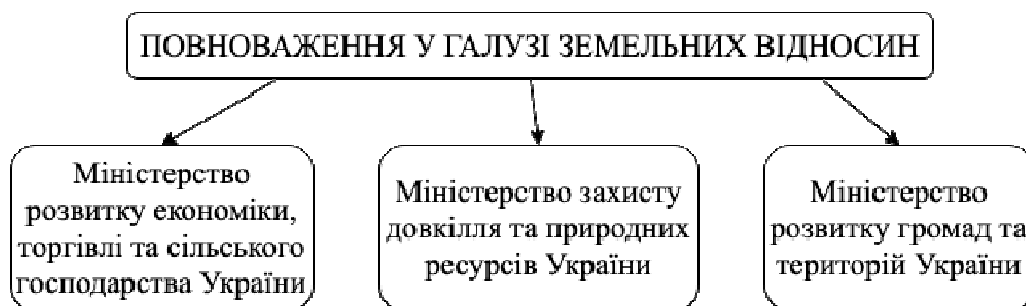 ПОВНОВАЖЕННЯ У ГАЛУЗІ ЗЕМЕЛЬНИХ ВІДНОСИН
Міністерство
розвитку економіки,
торгівлі та сільського
господарства України
Міністерство захисту
довкілля та природних
ресурсів України
Міністерство
розвитку громад та
територій України